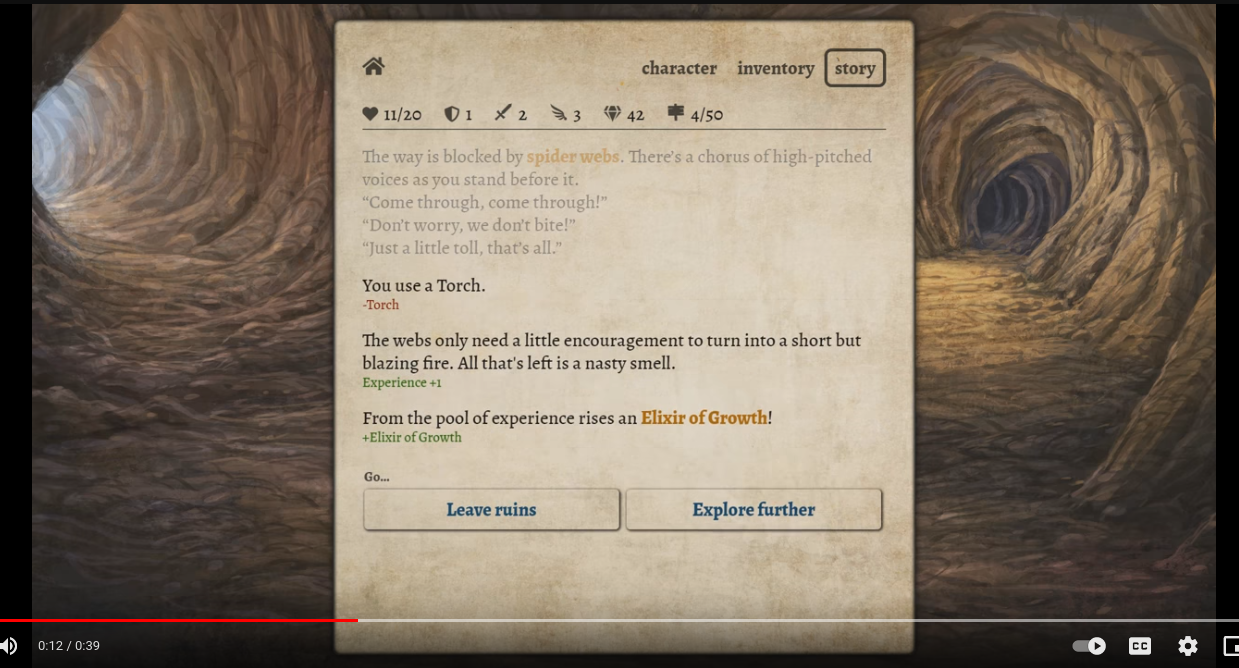 character inventory story
11/20 1 2 3 42 4/50
The way is blocked by spider webs. There's a chorus of high-pitched
voices as you stand before it.
“Come through, come through!”
“Don't worry, we don't bite!”
“Just a little toll, that's all.”
You use a Torch.
-Torch
The webs only need a little encouragement to turn into a short but
blazing fire. All that's left is a nasty smell.
Experience +1
From the pool of experience rises an Elixir of Growth!
+Elixir of Growth
Go...
Leave ruins Explore further
0:12 / 0:39 CC